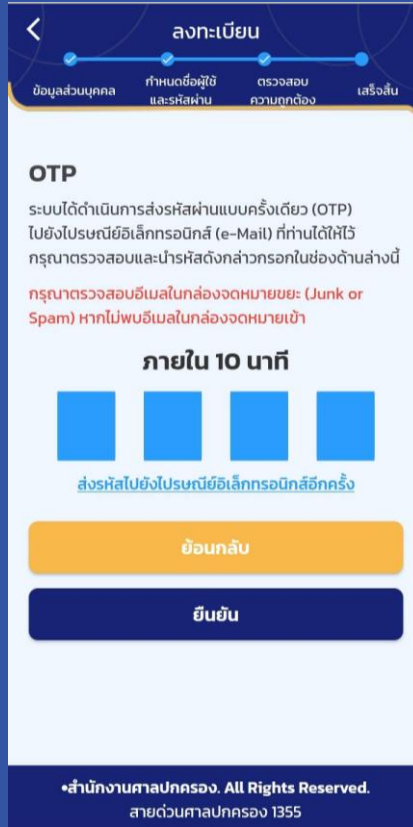 ลงทะเบียน
ข้อมูลส่วนบุคคล
กำหนดชื่อผู้ใช้
และรหัสผ่าน
ตรวจสอบ
ความถูกต้อง
เสร็จสิ้น
OTP
ระบบได้ดำเนินการส่งรหัสผ่านแบบครั้งเดียว (OTP)
ไปยังไปรษณีย์อิเล็กทรอนิกส์ (e-Mail) ที่ท่านได้ให้ไว้
กรุณาตรวจสอบและนำรหัสดังกล่าวกรอกในช่องด้านล่างนี้
กรุณาตรวจสอบอีเมลในกล่องจดหมายขยะ (Junk or
Spam) หากไม่พบอีเมลในกล่องจดหมายเข้า
ภายใน 10 นาที
ส่งรหัสไปยังไปรษณีย์อิเล็กทรอนิกส์อีกครั้ง
ย้อนกลับ
ยืนยัน
•สำนักงานศาลปกครอง. All Rights Reserved.
สายด่วนศาลปกครอง 1355